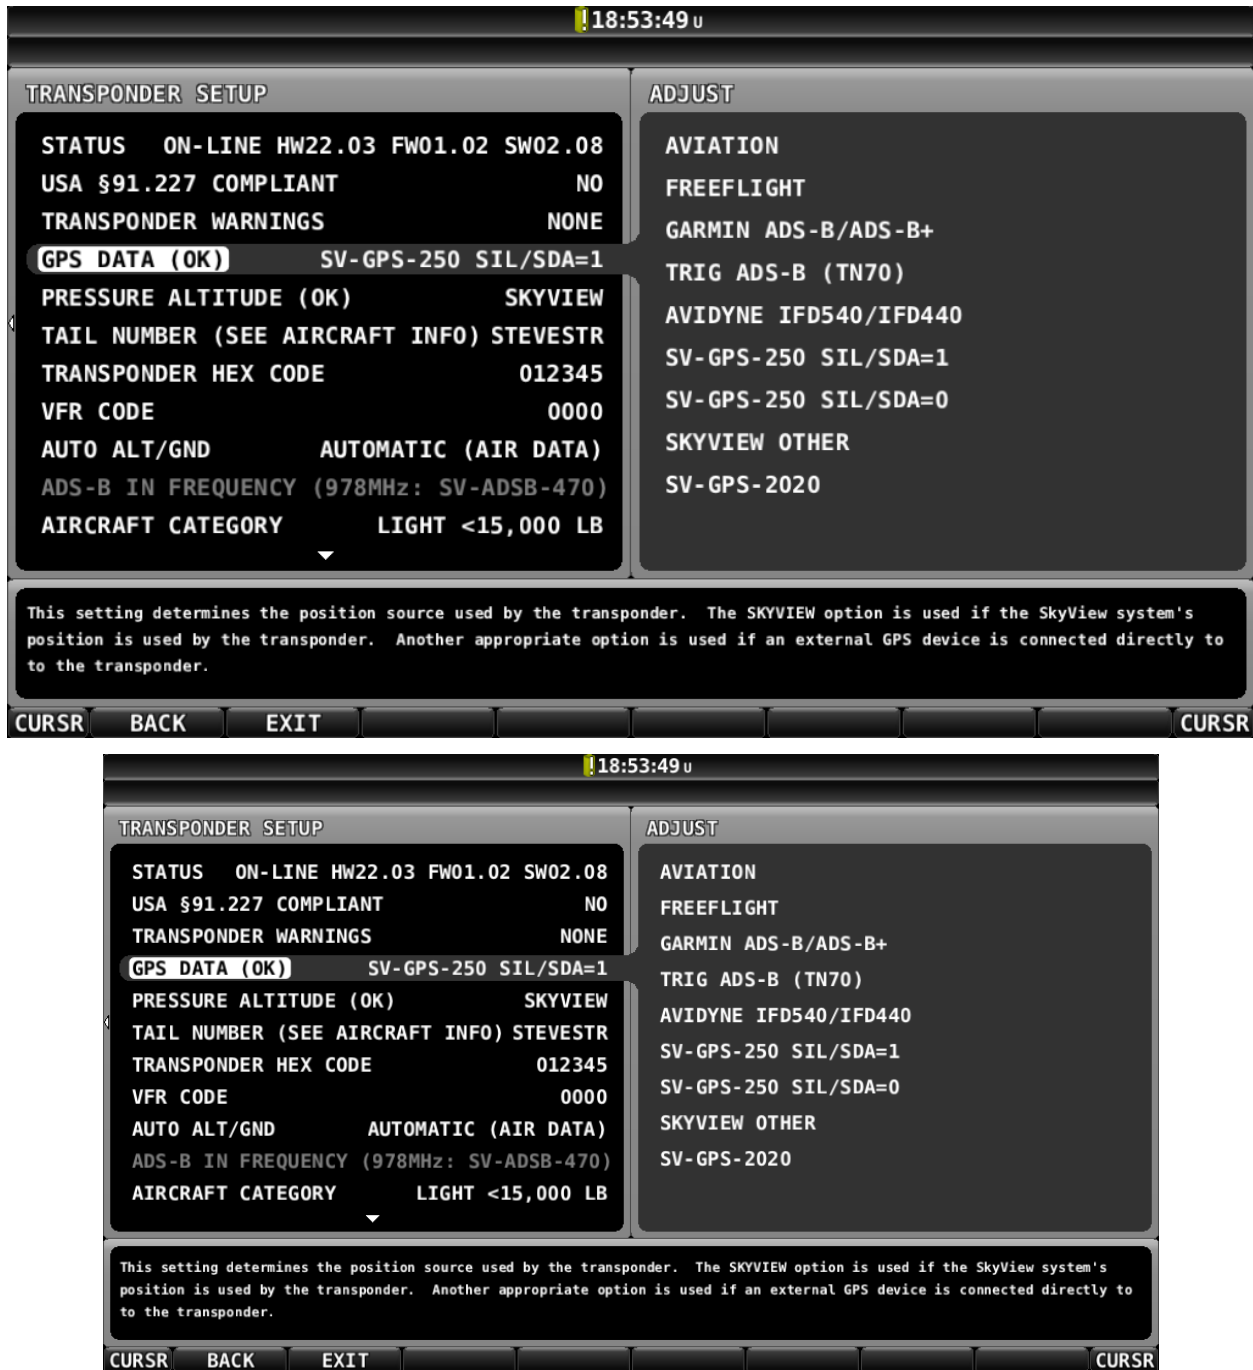 !18:53:49 U
TRANSPONDER SETUP
STATUS ON-LINE HW22.03 FW01.02 SW02.08
USA §91.227 COMPLIANT NO
TRANSPONDER WARNINGS NONE
GPS DATA (OK) SV-GPS-250 SIL/SDA=1
PRESSURE ALTITUDE (OK) SKYVIEW
TAIL NUMBER (SEE AIRCRAFT INFO) STEVESTR
TRANSPONDER HEX CODE 012345
VFR CODE 0000
AUTO ALT/GND AUTOMATIC (AIR DATA)
ADS-B IN FREQUENCY (978MHz: SV-ADSB-470)
AIRCRAFT CATEGORY LIGHT <15,000 LB
ADJUST
AVIATION
FREEFLIGHT
GARMIN ADS-B/ADS-B+
TRIG ADS-B (TN70)
AVIDYNE IFD540/IFD440
SV-GPS-250 SIL/SDA=1
SV-GPS-250 SIL/SDA=0
SKYVIEW OTHER
SV-GPS-2020
This setting determines the position source used by the transponder. The SKYVIEW option is used if the SkyView system's
position is used by the transponder. Another appropriate option is used if an external GPS device is connected directly to
to the transponder.
CURSR BACK EXIT CURSR
!18:53:49 U
TRANSPONDER SETUP
STATUS ON-LINE HW22.03 FW01.02 SW02.08
USA §91.227 COMPLIANT NO
TRANSPONDER WARNINGS NONE
GPS DATA (OK) SV-GPS-250 SIL/SDA=1
PRESSURE ALTITUDE (OK) SKYVIEW
TAIL NUMBER (SEE AIRCRAFT INFO) STEVESTR
TRANSPONDER HEX CODE 012345
VFR CODE 0000
AUTO ALT/GND AUTOMATIC (AIR DATA)
ADS-B IN FREQUENCY (978MHz: SV-ADSB-470)
AIRCRAFT CATEGORY LIGHT <15,000 LB
ADJUST
AVIATION
FREEFLIGHT
GARMIN ADS-B/ADS-B+
TRIG ADS-B (TN70)
AVIDYNE IFD540/IFD440
SV-GPS-250 SIL/SDA=1
SV-GPS-250 SIL/SDA=0
SKYVIEW OTHER
SV-GPS-2020
This setting determines the position source used by the transponder. The SKYVIEW option is used if the SkyView system's
position is used by the transponder. Another appropriate option is used if an external GPS device is connected directly to
to the transponder.
CURSR BACK EXIT CURSR